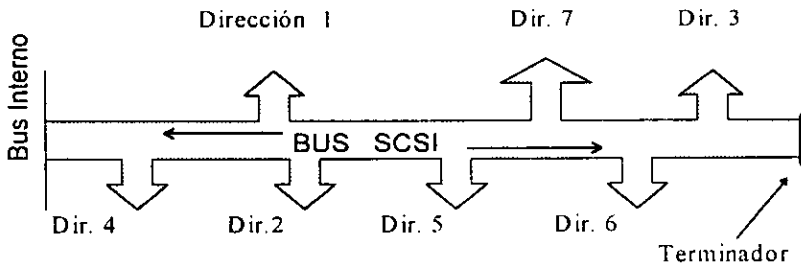 Dirección 1
Dir. 7
Dir. 3
Bus Interno
BUS SCSI
Dir. 4
Dir.2
Dir. 5
Dir. 6
Terminador